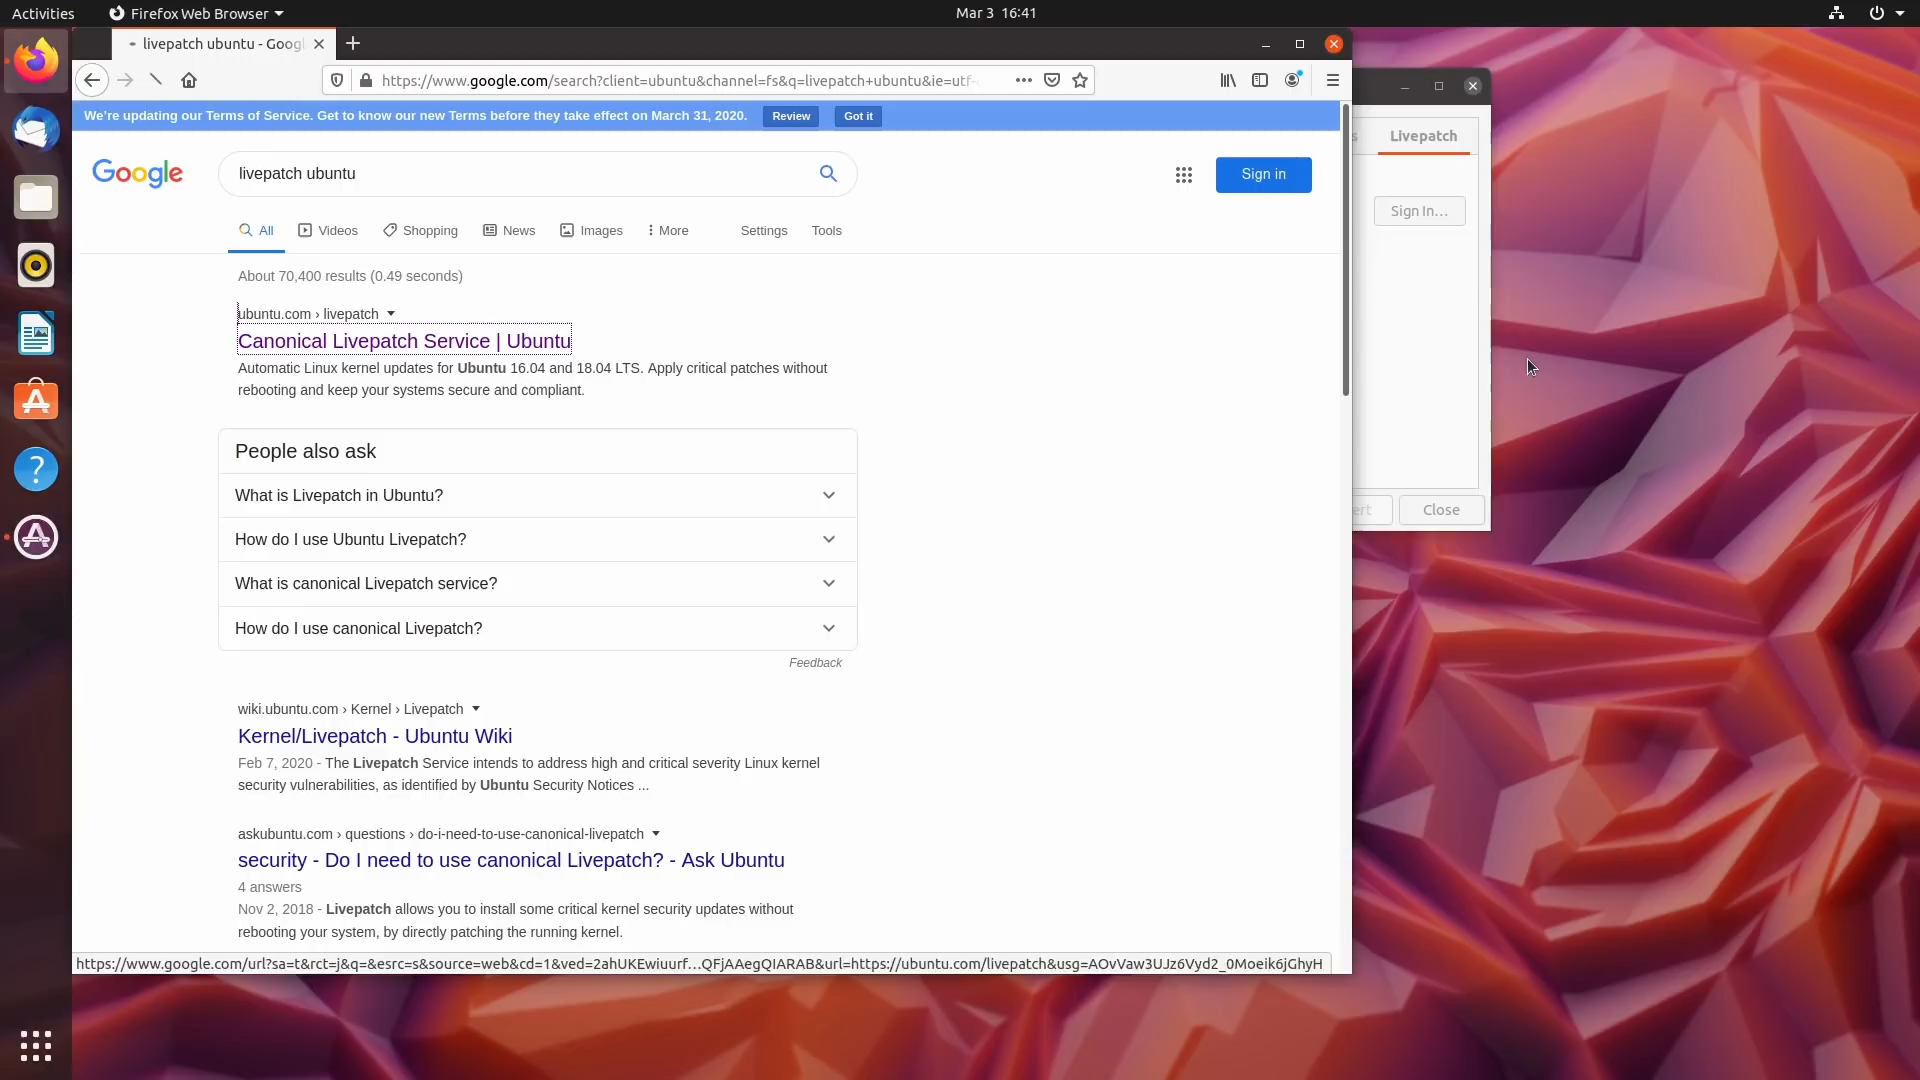 Activities
Firefox Web Browser
Mar 3 16:41
livepatch ubuntu - Goog
https://www.google.com/search?client=ubuntu&channel=fs&q=livepatch+ubuntu&ie=utf-
We're updating our Terms of Service. Get to know our new Terms before they take effect on March 31, 2020.
Review
Got it
s
Livepatch
Google
livepatch ubuntu
Sign in
Sign In...
All
Videos
Shopping
News
Images
More
Settings
Tools
About 70,400 results (0.49 seconds)
ubuntu.com › livepatch
Canonical Livepatch Service | Ubuntu
Automatic Linux kernel updates for Ubuntu 16.04 and 18.04 LTS. Apply critical patches without
rebooting and keep your systems secure and compliant.
People also ask
What is Livepatch in Ubuntu?
How do I use Ubuntu Livepatch?
What is canonical Livepatch service?
How do I use canonical Livepatch?
ert
Close
Feedback
wiki.ubuntu.com › Kernel › Livepatch
Kernel/Livepatch - Ubuntu Wiki
Feb 7, 2020 - The Livepatch Service intends to address high and critical severity Linux kernel
security vulnerabilities, as identified by Ubuntu Security Notices ...
askubuntu.com › questions › do-i-need-to-use-canonical-livepatch
security - Do I need to use canonical Livepatch? - Ask Ubuntu
4 answers
Nov 2, 2018 - Livepatch allows you to install some critical kernel security updates without
rebooting your system, by directly patching the running kernel.
https://www.google.com/url?sa=t&rct=j&q=&esrc=s&source=web&cd=1&ved=2ahUKEwiuurf…QFjAAegQIARAB&url=https://ubuntu.com/livepatch&usg=AOvVaw3UJz6Vyd2_0Moeik6jGhyH